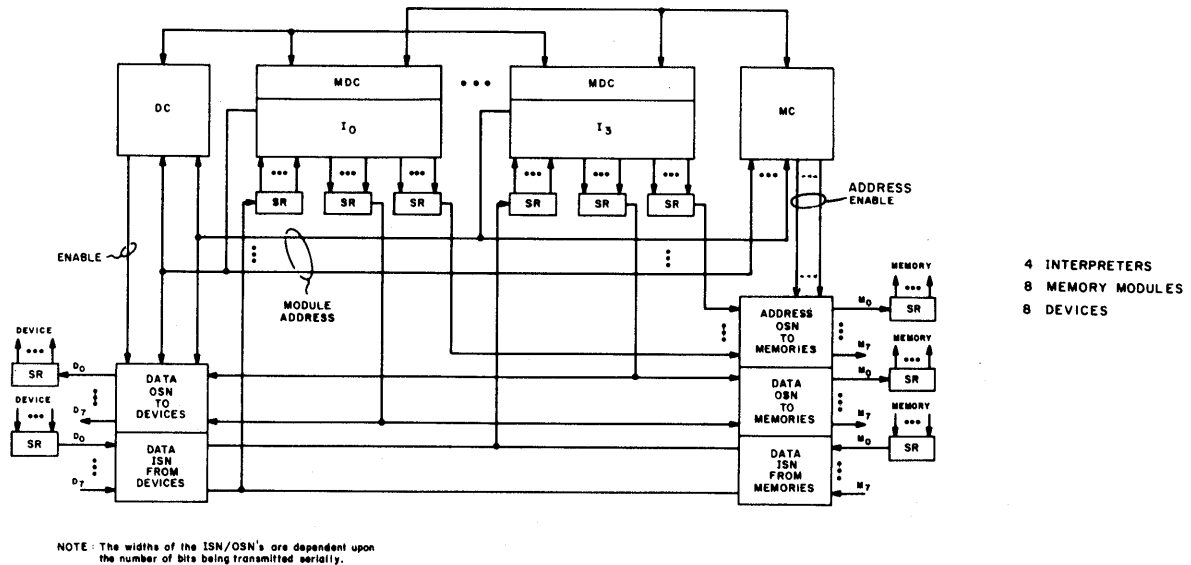 DC
MDC
I0
•••
MDC
I3
MC
SR
SR
SR
SR
SR
SR
ADDRESS
ENABLE
ENABLE
MODULE
ADDRESS
4 INTERPRETERS
8 MEMORY MODULES
8 DEVICES
MEMORY
M0
SR
ADDRESS
OSN
TO
MEMORIES
M7
MEMORY
M0
SR
DATA
OSN
TO
MEMORIES
M7
MEMORY
M0
SR
DATA
ISN
FROM
MEMORIES
M7
DEVICE
SR
D0
DATA
OSN
TO
DEVICES
D7
DEVICE
SR
D0
DATA
ISN
FROM
DEVICES
D7
NOTE : The widths of the ISN/OSN's are dependent upon
the number of bits being transmitted serially.